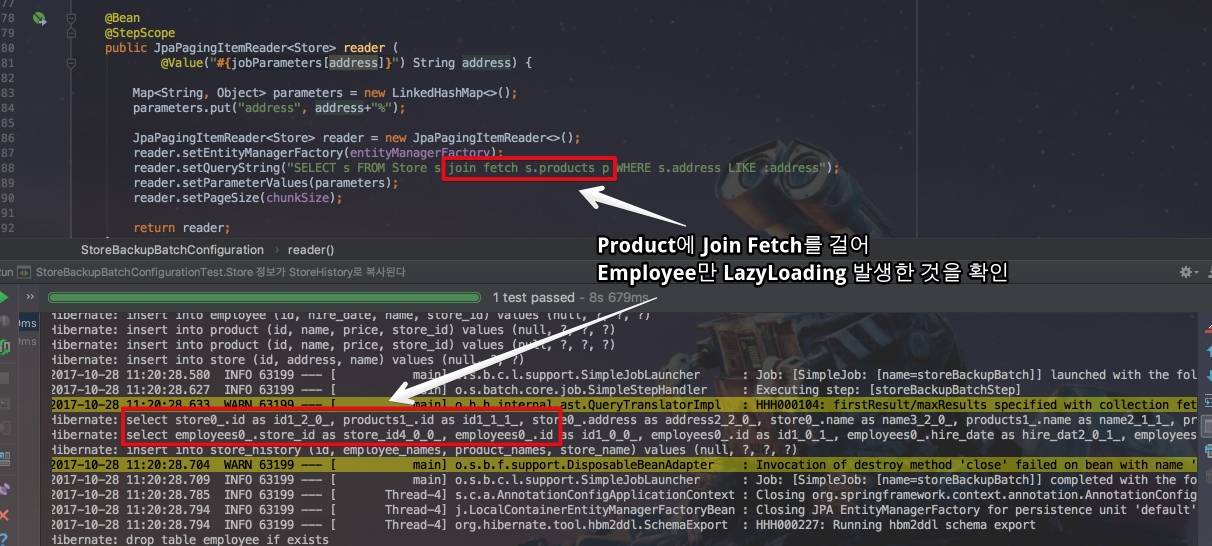 77
78 @Bean
79 @StepScope
80 public JpaPagingItemReader<Store> reader (
81 @Value("#{jobParameters[address]}") String address) {
82
83 Map<String, Object> parameters = new LinkedHashMap<>();
84 parameters.put("address", address+"%");
85
86 JpaPagingItemReader<Store> reader = new JpaPagingItemReader<>();
87 reader.setEntityManagerFactory(entityManagerFactory);
88 reader.setQueryString("SELECT s FROM Store s join fetch s.products p WHERE s.address LIKE :address");
89 reader.setParameterValues(parameters);
90 reader.setPageSize(chunkSize);
91
92 return reader;
Product에 Join Fetch를 걸어
Employee만 LazyLoading 발생한 것을 확인
StoreBackupBatchConfiguration › reader()
Run StoreBackupBatchConfigurationTest.Store 정보가 StoreHistory로 복사된다
1 test passed - 8s 679ms
Hibernate: insert into employee (id, hire_date, name, store_id) values (null, ?, ?, ?)
Hibernate: insert into product (id, name, price, store_id) values (null, ?, ?, ?)
Hibernate: insert into product (id, name, price, store_id) values (null, ?, ?, ?)
Hibernate: insert into store (id, address, name) values (null, ?, ?)
2017-10-28 11:20:28.580 INFO 63199 --- [ main] o.s.b.c.l.support.SimpleJobLauncher : Job: [SimpleJob: [name=storeBackupBatch]] launched with the fol
2017-10-28 11:20:28.627 INFO 63199 --- [ main] o.s.batch.core.job.SimpleStepHandler : Executing step: [storeBackupBatchStep]
2017-10-28 11:20:28.633 WARN 63199 --- [ main] o.h.h.internal.ast.QueryTranslatorImpl : HHH000104: firstResult/maxResults specified with collection fetc
Hibernate: select store0_.id as id1_2_0_, products1_.id as id1_1_1_, store0_.address as address2_2_0_, store0_.name as name3_2_0_, products1_.name as name2_1_1_, pr
Hibernate: select employees0_.store_id as store_id4_0_0_, employees0_.id as id1_0_0_, employees0_.id as id1_0_1_, employees0_.hire_date as hire_dat2_0_1_, employees
Hibernate: insert into store_history (id, employee_names, product_names, store_name) values (null, ?, ?, ?)
2017-10-28 11:20:28.704 WARN 63199 --- [ main] o.s.b.f.support.DisposableBeanAdapter : Invocation of destroy method 'close' failed on bean with name '
2017-10-28 11:20:28.709 INFO 63199 --- [ main] o.s.b.c.l.support.SimpleJobLauncher : Job: [SimpleJob: [name=storeBackupBatch]] completed with the fo
2017-10-28 11:20:28.785 INFO 63199 --- [ Thread-4] s.c.a.AnnotationConfigApplicationContext : Closing org.springframework.context.annotation.AnnotationConfig
2017-10-28 11:20:28.794 INFO 63199 --- [ Thread-4] j.LocalContainerEntityManagerFactoryBean : Closing JPA EntityManagerFactory for persistence unit 'default'
2017-10-28 11:20:28.794 INFO 63199 --- [ Thread-4] org.hibernate.tool.hbm2ddl.SchemaExport : HHH000227: Running hbm2ddl schema export
Hibernate: drop table employee if exists